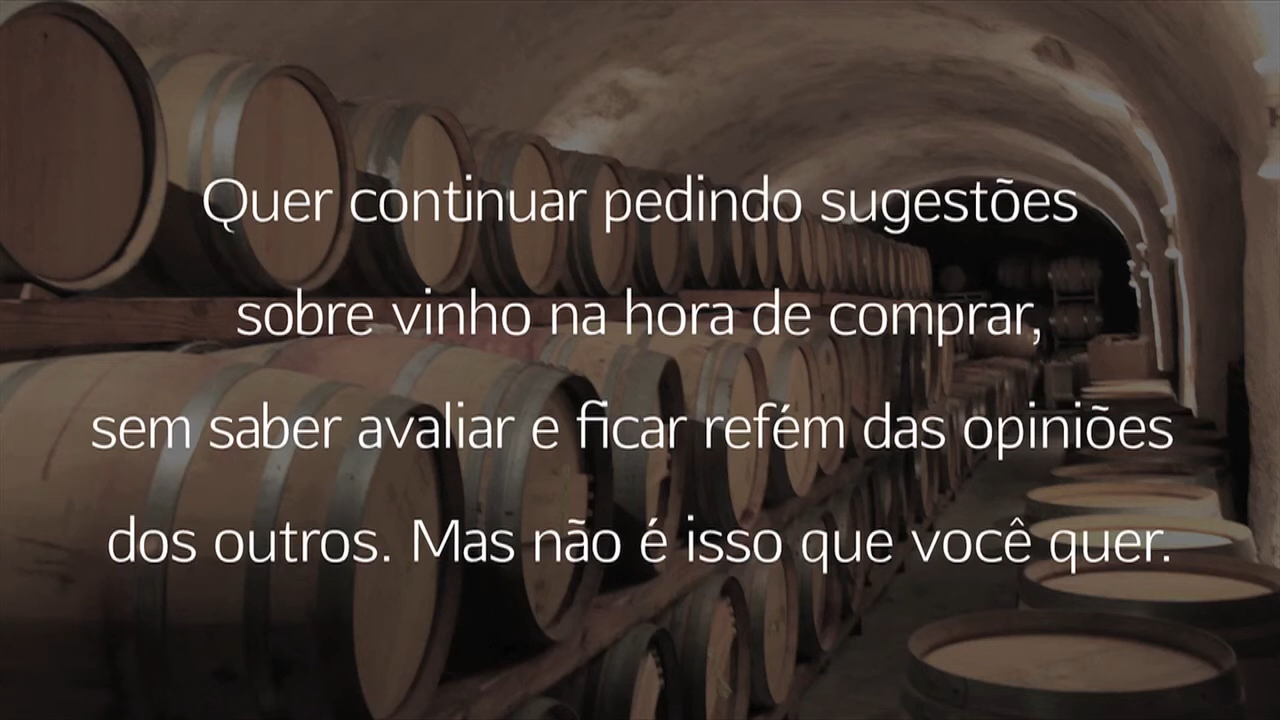 Quer continuar pedindo sugestões
sobre vinho na hora de comprar,
sem saber avaliar e ficar refém das opiniões
dos outros. Mas não é isso que você quer.